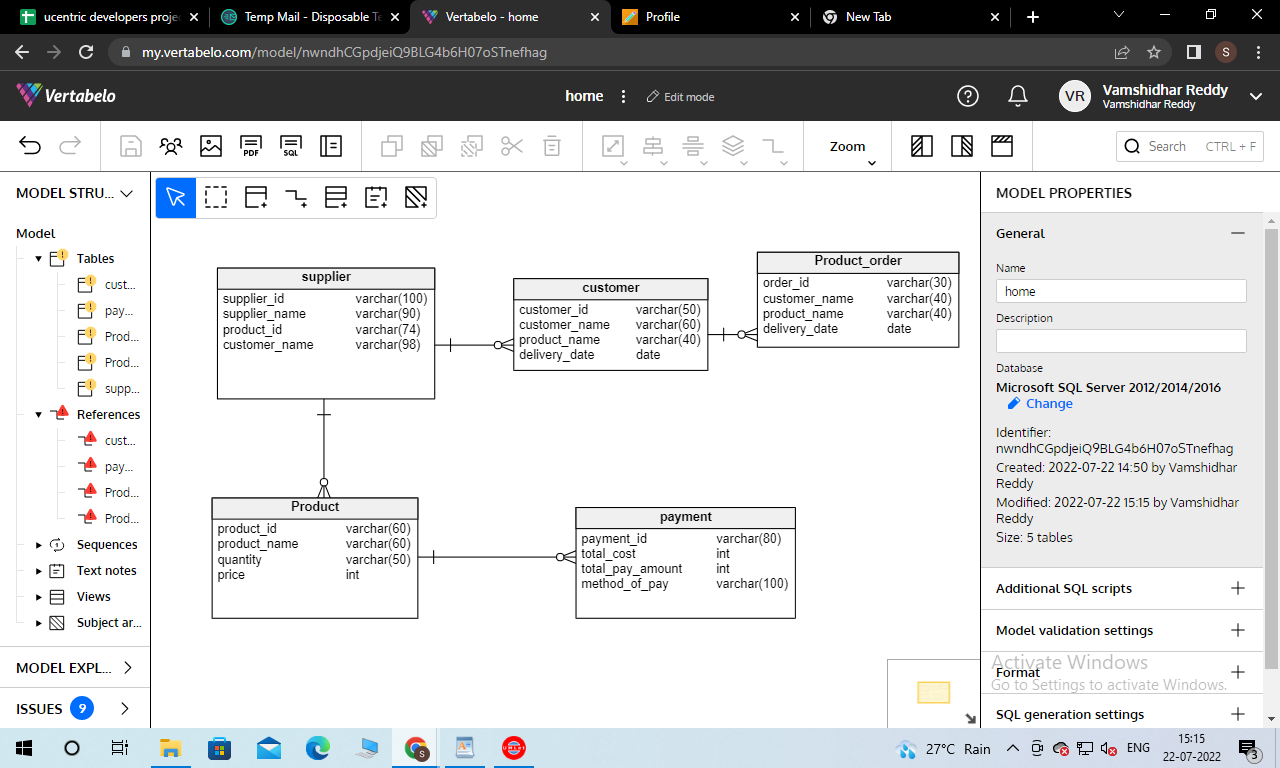 ucentric developers proje
Temp Mail - Disposable Te
Vertabelo - home
Profile
New Tab
my.vertabelo.com/model/nwndhCGpdjeiQ9BLG4b6H07oSTnefhag
S
Vertabelo
home
Edit mode
VR
Vamshidhar Reddy
Vamshidhar Reddy
PDF
SQL
Zoom
Search CTRL + F
MODEL STRU...
Model
Tables
cust...
pay...
Prod...
Prod...
supp...
References
cust...
pay...
Prod...
Prod...
Sequences
Text notes
Views
Subject ar...
MODEL EXPL...
ISSUES 9
supplier
supplier_id varchar(100)
supplier_name varchar(90)
product_id varchar(74)
customer_name varchar(98)
customer
customer_id varchar(50)
customer_name varchar(60)
product_name varchar(40)
delivery_date date
Product_order
order_id varchar(30)
customer_name varchar(40)
product_name varchar(40)
delivery_date date
Product
product_id varchar(60)
product_name varchar(60)
quantity varchar(50)
price int
payment
payment_id varchar(80)
total_cost int
total_pay_amount int
method_of_pay varchar(100)
MODEL PROPERTIES
General
Name
home
Description
Database
Microsoft SQL Server 2012/2014/2016
Change
Identifier:
nwndhCGpdjeiQ9BLG4b6H07oSTnefhag
Created: 2022-07-22 14:50 by Vamshidhar
Reddy
Modified: 2022-07-22 15:15 by Vamshidhar
Reddy
Size: 5 tables
Additional SQL scripts
Model validation settings
Activate Windows
Format
Go to Settings to activate Windows.
SQL generation settings
S
27°C Rain
ENG
15:15
22-07-2022
3